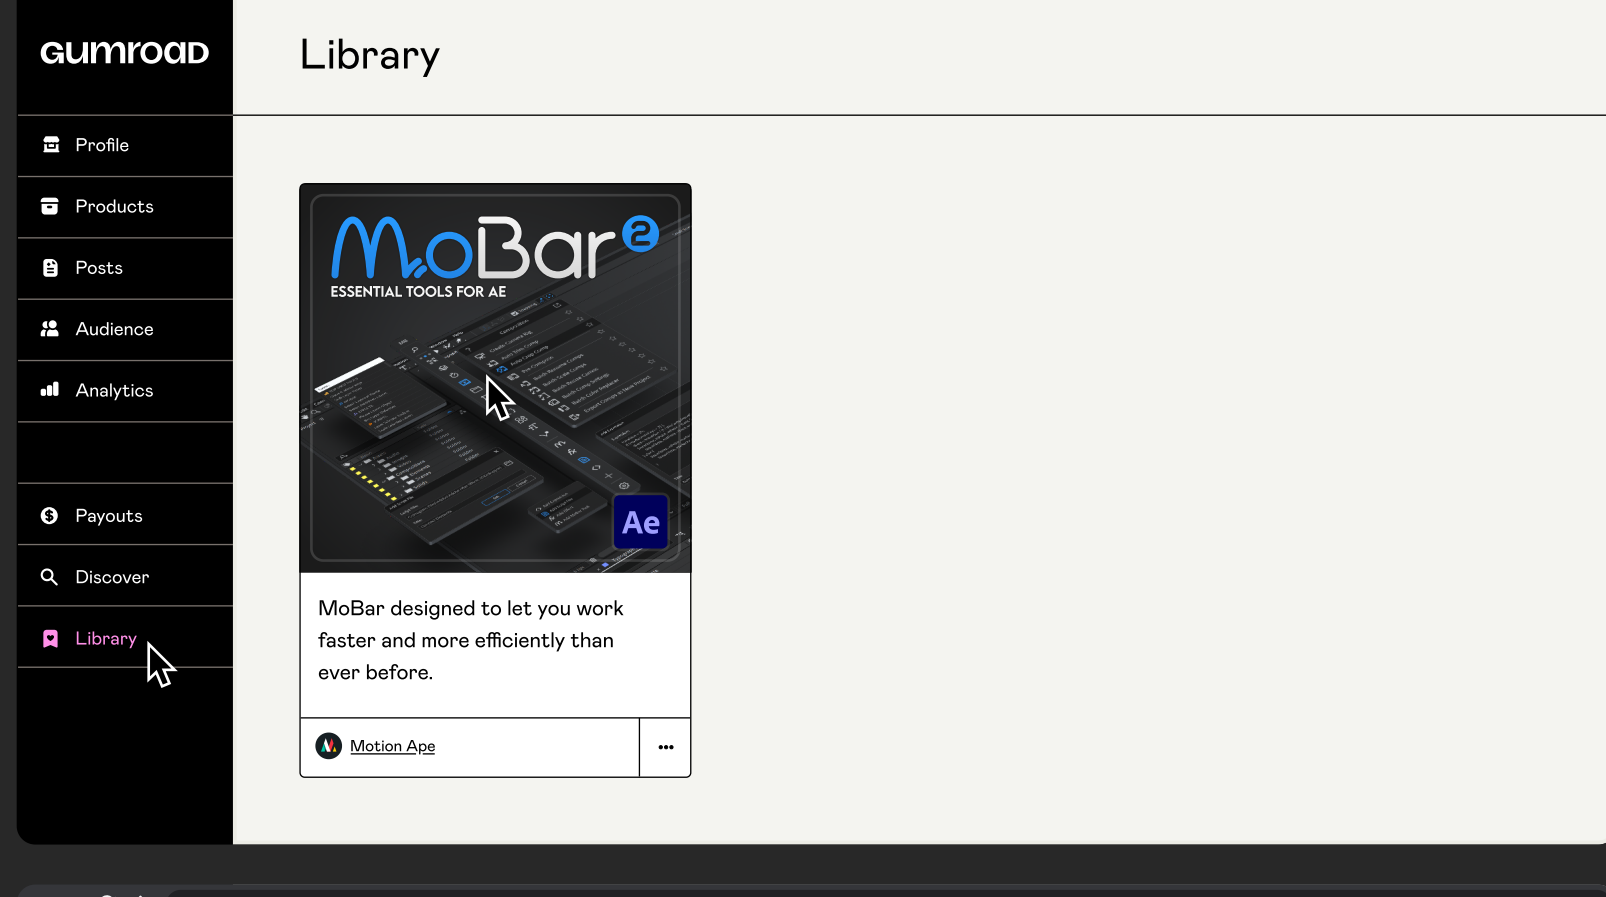 GUMROAD
Library
Profile
Products
Posts
Audience
Analytics
Payouts
Discover
Library
MoBar 2
ESSENTIAL TOOLS FOR AE
Ae
MoBar designed to let you work
faster and more efficiently than
ever before.
Motion Ape